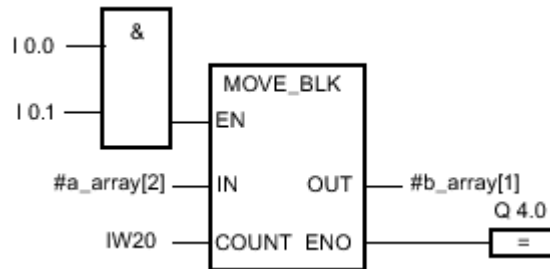 &
I 0.0
MOVE_BLK
I 0.1
EN
#a_array[2] IN OUT #b_array[1]
Q 4.0
IW20 COUNT ENO =